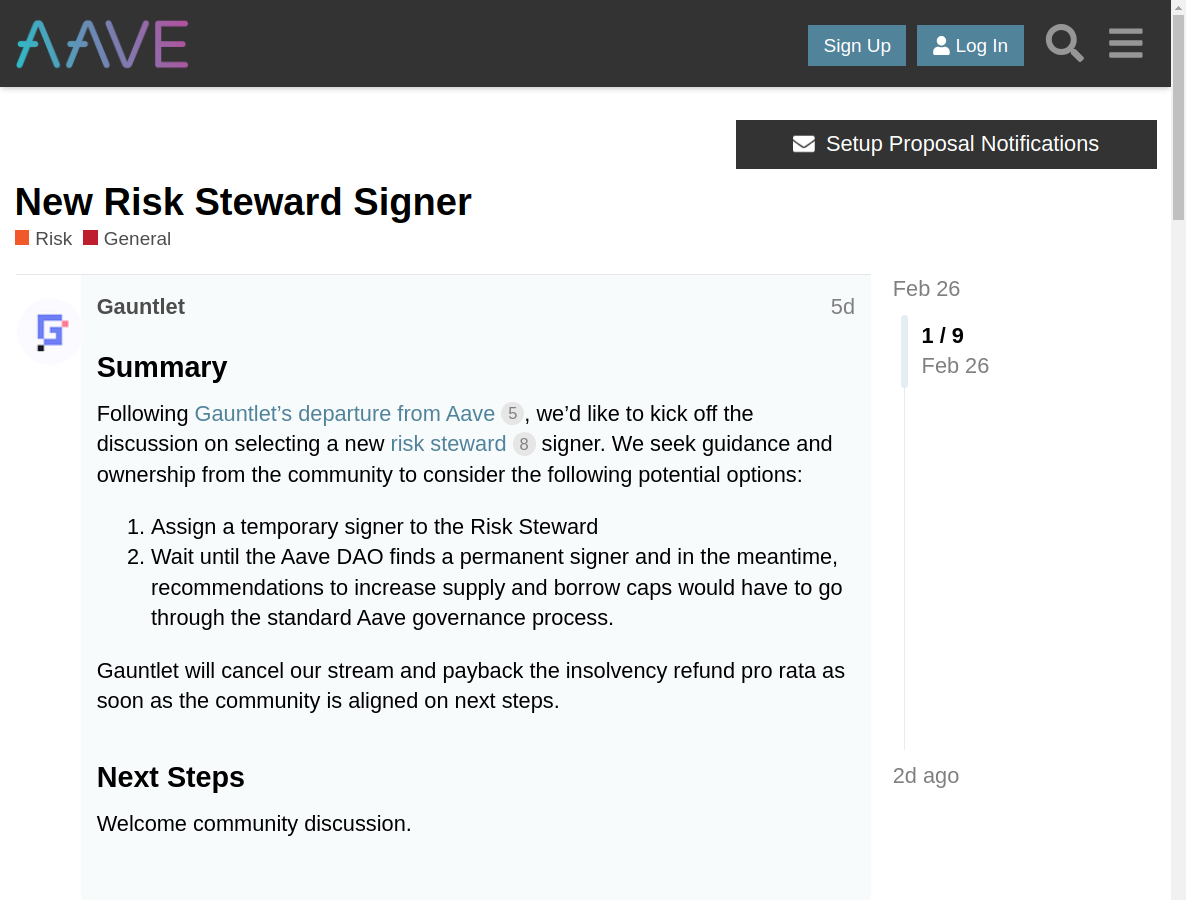 AAVE
Sign Up
Log In
Setup Proposal Notifications
New Risk Steward Signer
Risk General
Gauntlet 5d
Feb 26
1 / 9
Feb 26
Summary
Following Gauntlet’s departure from Aave 5, we’d like to kick off the
discussion on selecting a new risk steward 8 signer. We seek guidance and
ownership from the community to consider the following potential options:
1. Assign a temporary signer to the Risk Steward
2. Wait until the Aave DAO finds a permanent signer and in the meantime,
recommendations to increase supply and borrow caps would have to go
through the standard Aave governance process.
Gauntlet will cancel our stream and payback the insolvency refund pro rata as
soon as the community is aligned on next steps.
Next Steps
2d ago
Welcome community discussion.